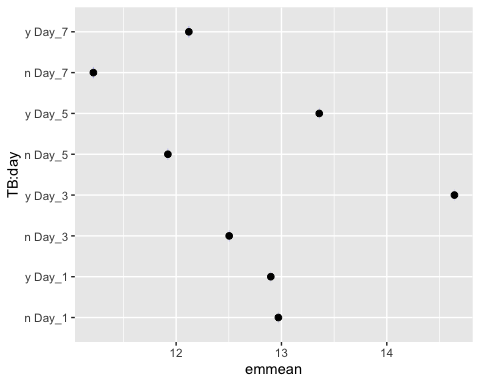 y Day_7
n Day_7
y Day_5
n Day_5
y Day_3
n Day_3
y Day_1
n Day_1
TB:day
12 13 14
emmean